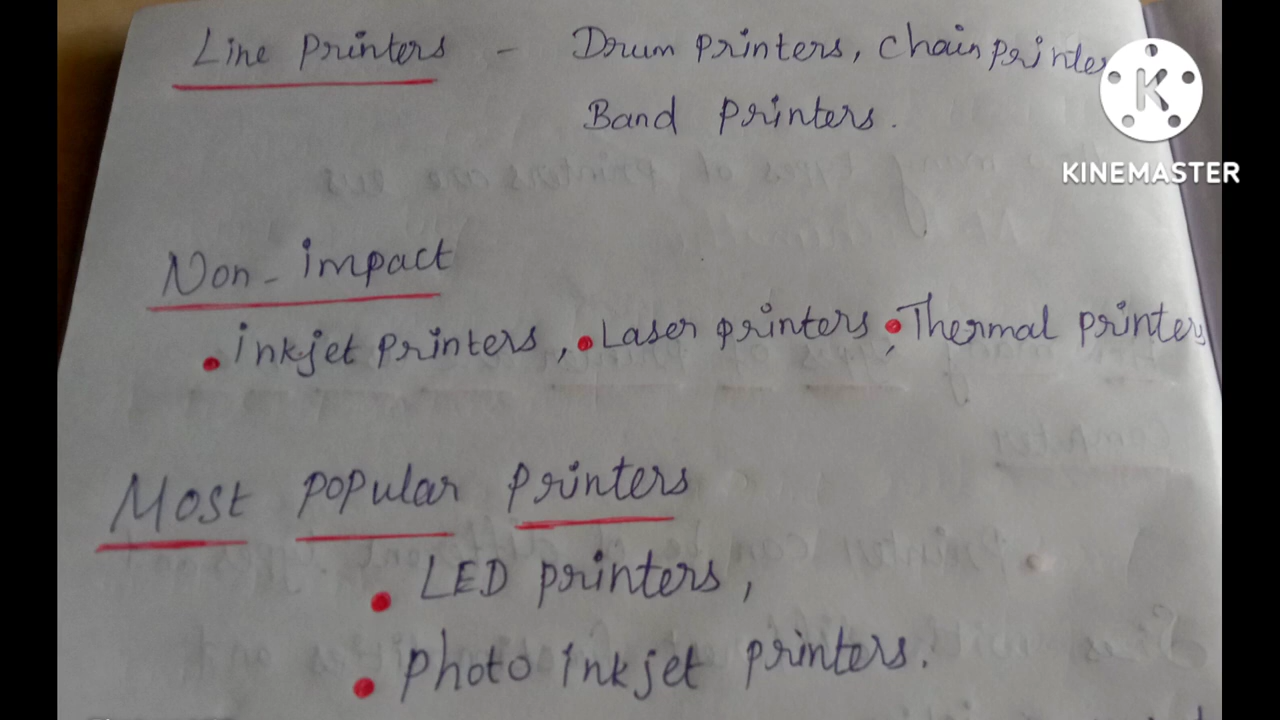 Line printers - Drum printers, chain printer
Band printers.
KINEMASTER
Non-impact
• inkjet printers, • Laser printers, • Thermal printers
Most popular printers
• LED printers,
• photo inkjet printers.